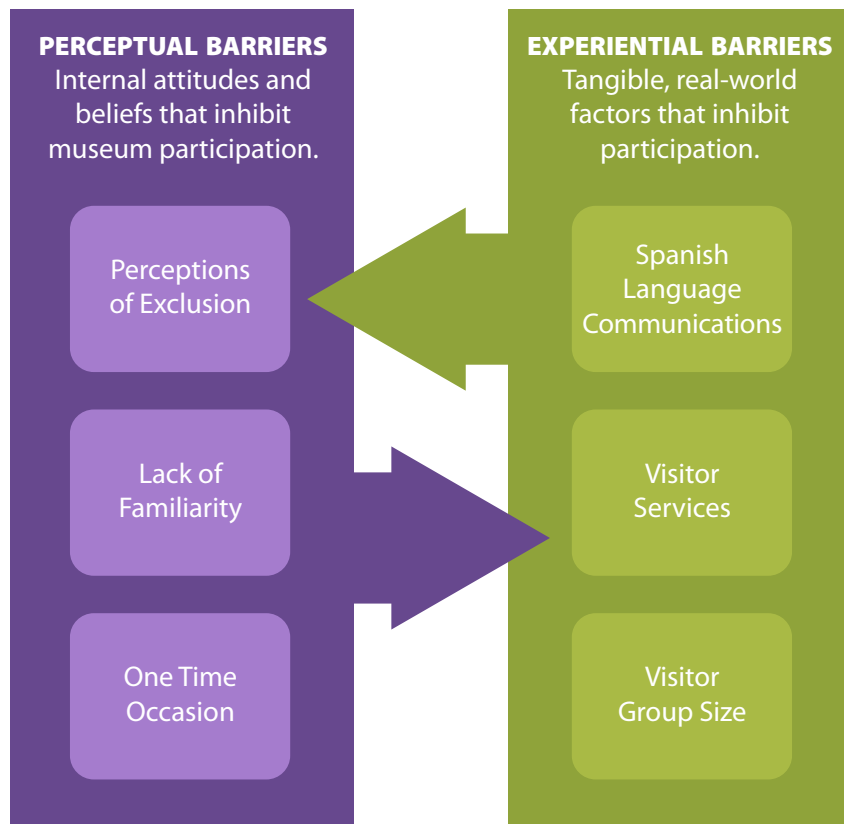 PERCEPTUAL BARRIERS
Internal attitudes and
beliefs that inhibit
museum participation.
Perceptions
of Exclusion
Lack of
Familiarity
One Time
Occasion
EXPERIENTIAL BARRIERS
Tangible, real-world
factors that inhibit
participation.
Spanish
Language
Communications
Visitor
Services
Visitor
Group Size